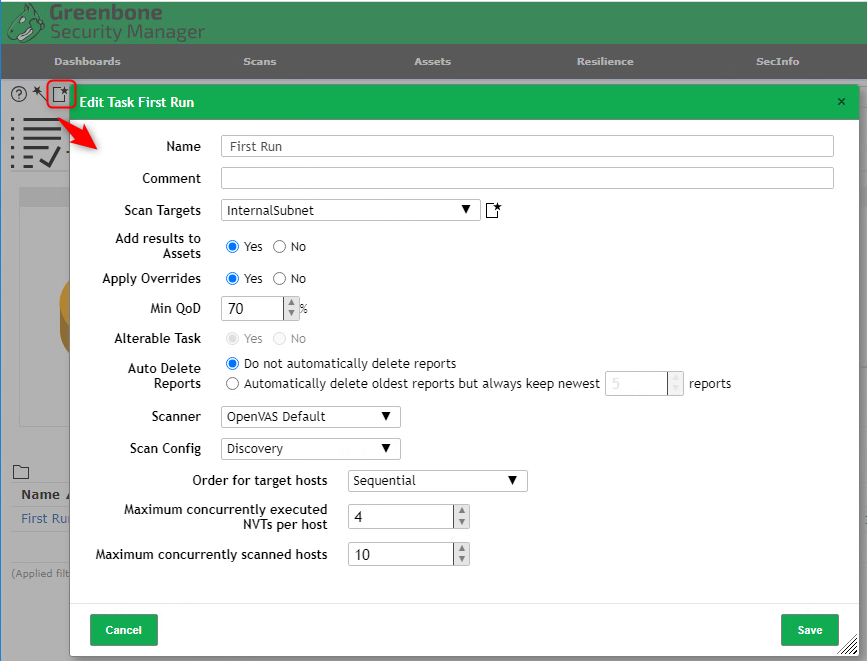 Greenbone
Security Manager
Dashboards Scans Assets Resilience SecInfo
Edit Task First Run ×
Name First Run
Comment
Scan Targets InternalSubnet
Add results to
Assets
Yes No
Apply Overrides Yes No
Min QoD 70 %
Alterable Task Yes No
Auto Delete
Reports
Do not automatically delete reports
Automatically delete oldest reports but always keep newest 5 reports
Scanner OpenVAS Default
Scan Config Discovery
Order for target hosts Sequential
Maximum concurrently executed
NVTs per host
4
Maximum concurrently scanned hosts 10
Name
First Ru
(Applied filt
Cancel Save